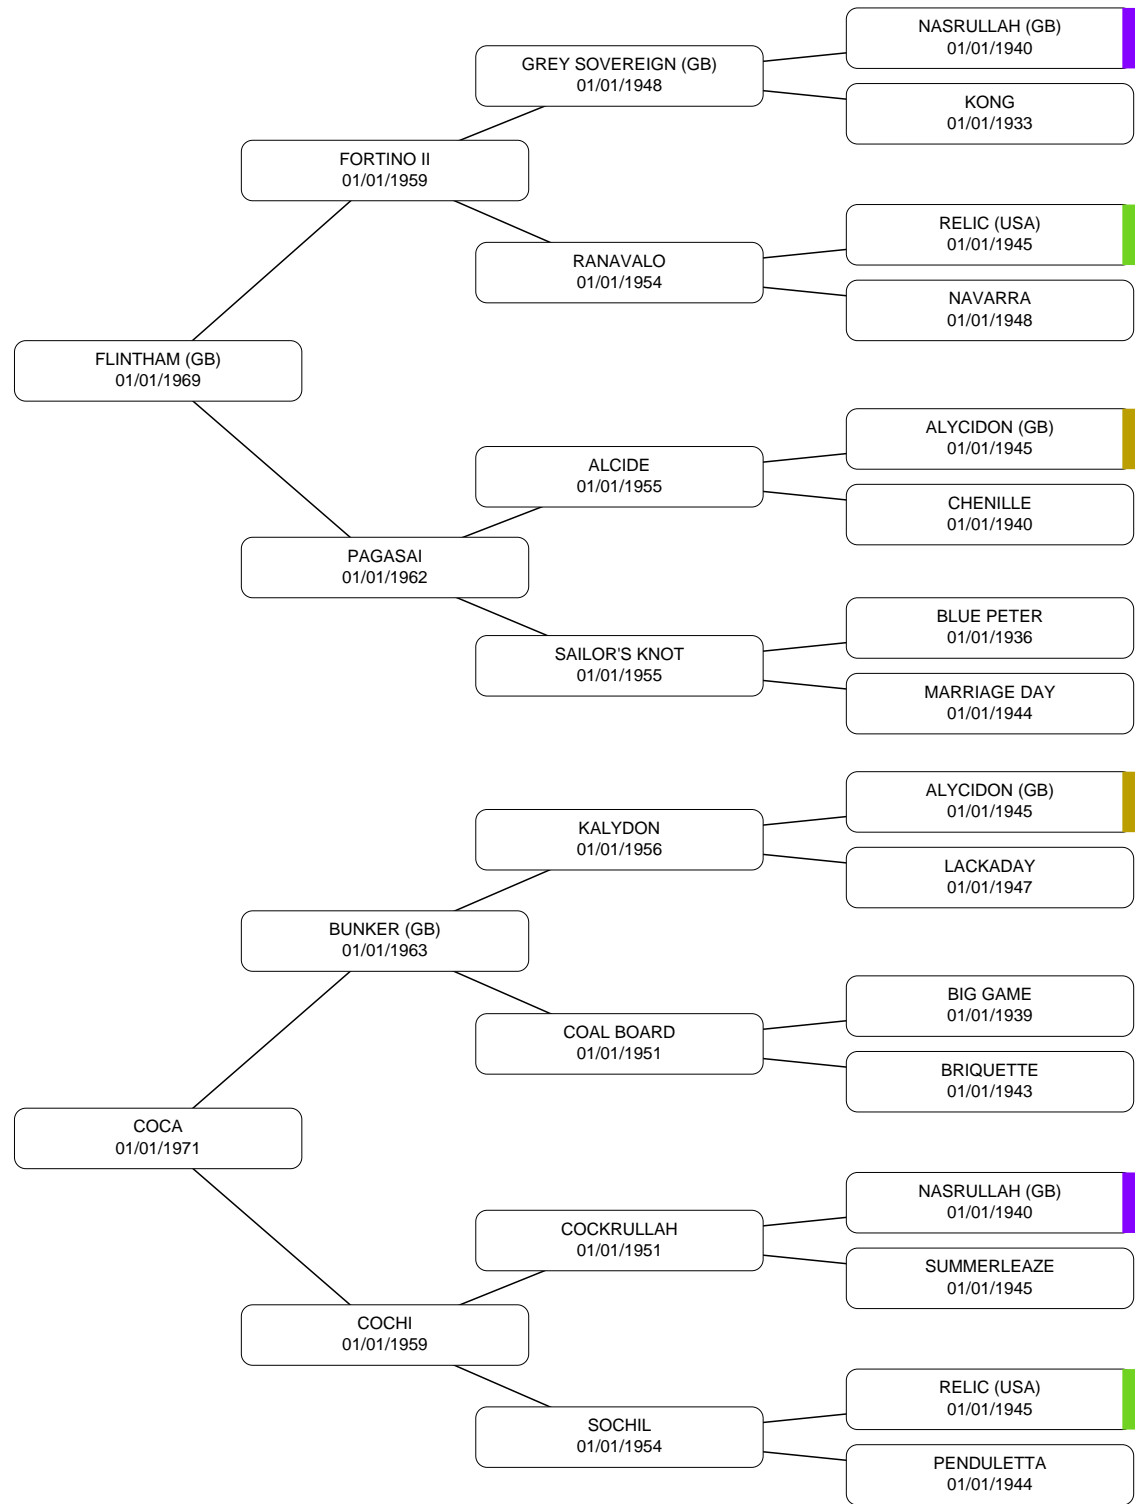 NASRULLAH (GB)
01/01/1940
GREY SOVEREIGN (GB)
01/01/1948
KONG
01/01/1933
FORTINO II
01/01/1959
RELIC (USA)
01/01/1945
RANAVALO
01/01/1954
NAVARRA
01/01/1948
FLINTHAM (GB)
01/01/1969
ALYCIDON (GB)
01/01/1945
ALCIDE
01/01/1955
CHENILLE
01/01/1940
PAGASAI
01/01/1962
BLUE PETER
01/01/1936
SAILOR'S KNOT
01/01/1955
MARRIAGE DAY
01/01/1944
ALYCIDON (GB)
01/01/1945
KALYDON
01/01/1956
LACKADAY
01/01/1947
BUNKER (GB)
01/01/1963
BIG GAME
01/01/1939
COAL BOARD
01/01/1951
BRIQUETTE
01/01/1943
COCA
01/01/1971
NASRULLAH (GB)
01/01/1940
COCKRULLAH
01/01/1951
SUMMERLEAZE
01/01/1945
COCHI
01/01/1959
RELIC (USA)
01/01/1945
SOCHIL
01/01/1954
PENDULETTA
01/01/1944